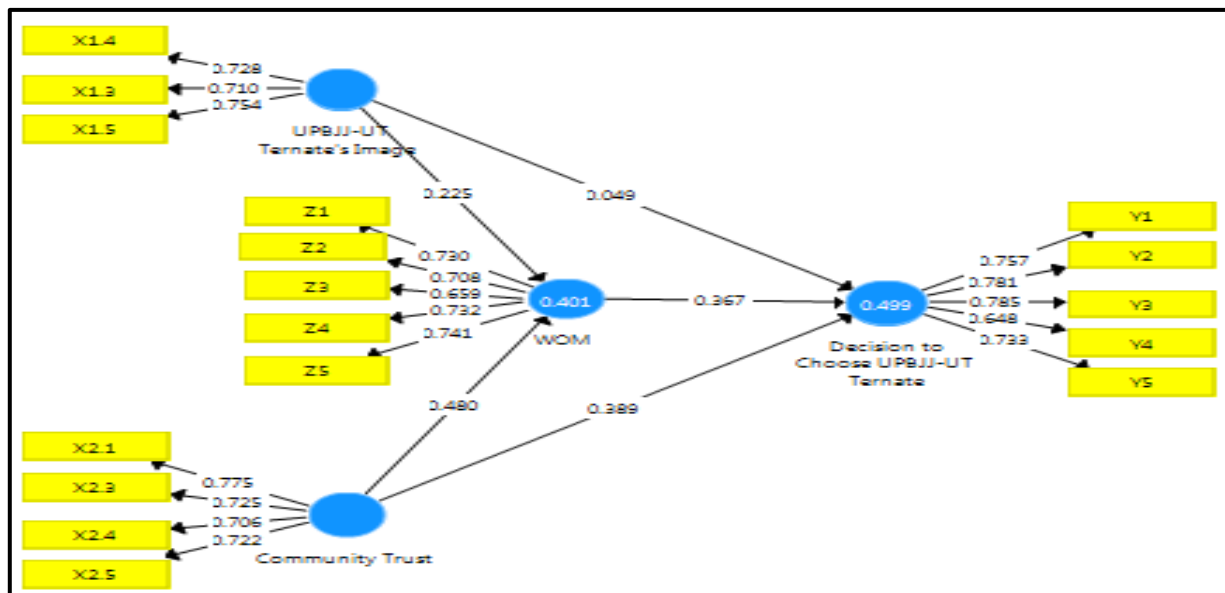 X1.4
X1.3
X1.5
0.728
0.710
0.754
UPBJJ-UT
Ternate's Image
0.225
0.049
Z1
Z2
Z3
Z4
Z5
0.730
0.708
0.659
0.732
0.741
0.401
WOM
0.367
0.499
Decision to
Choose UPBJJ-UT
Ternate
0.757
0.781
0.785
0.648
0.733
Y1
Y2
Y3
Y4
Y5
0.480
0.389
X2.1
X2.3
X2.4
X2.5
0.775
0.725
0.706
0.722
Community Trust